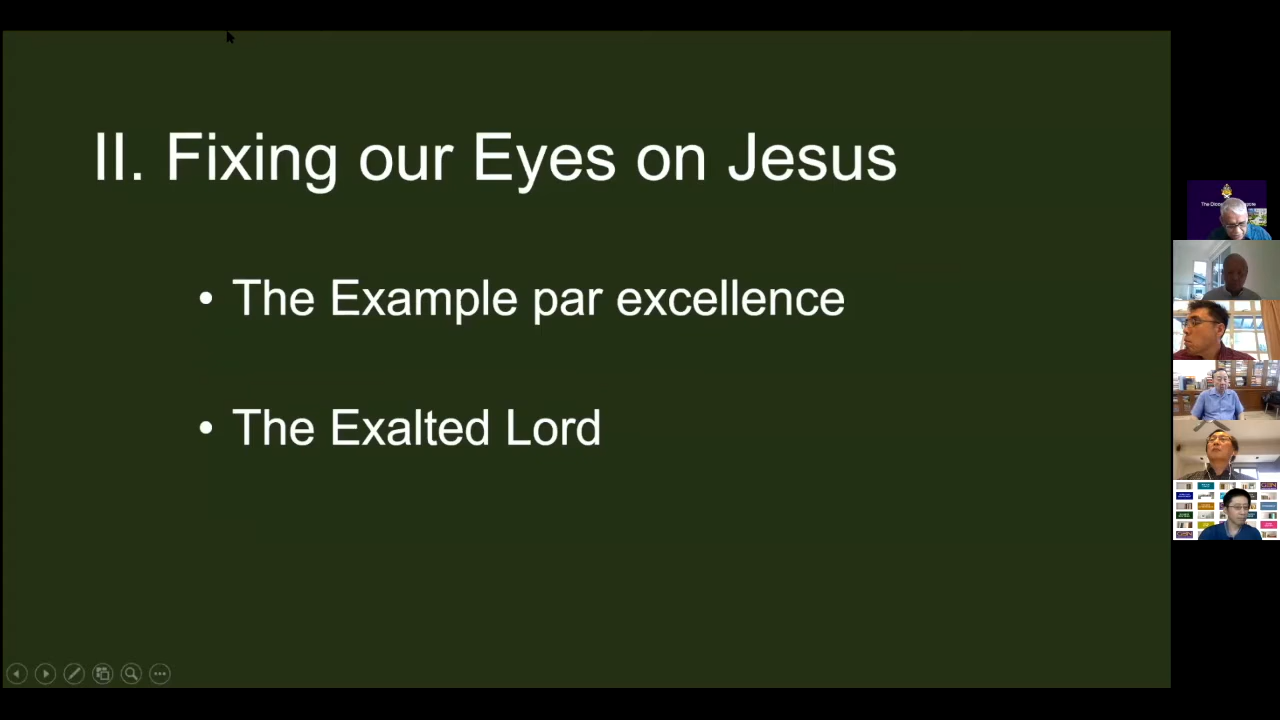 II. Fixing our Eyes on Jesus
• The Example par excellence
• The Exalted Lord